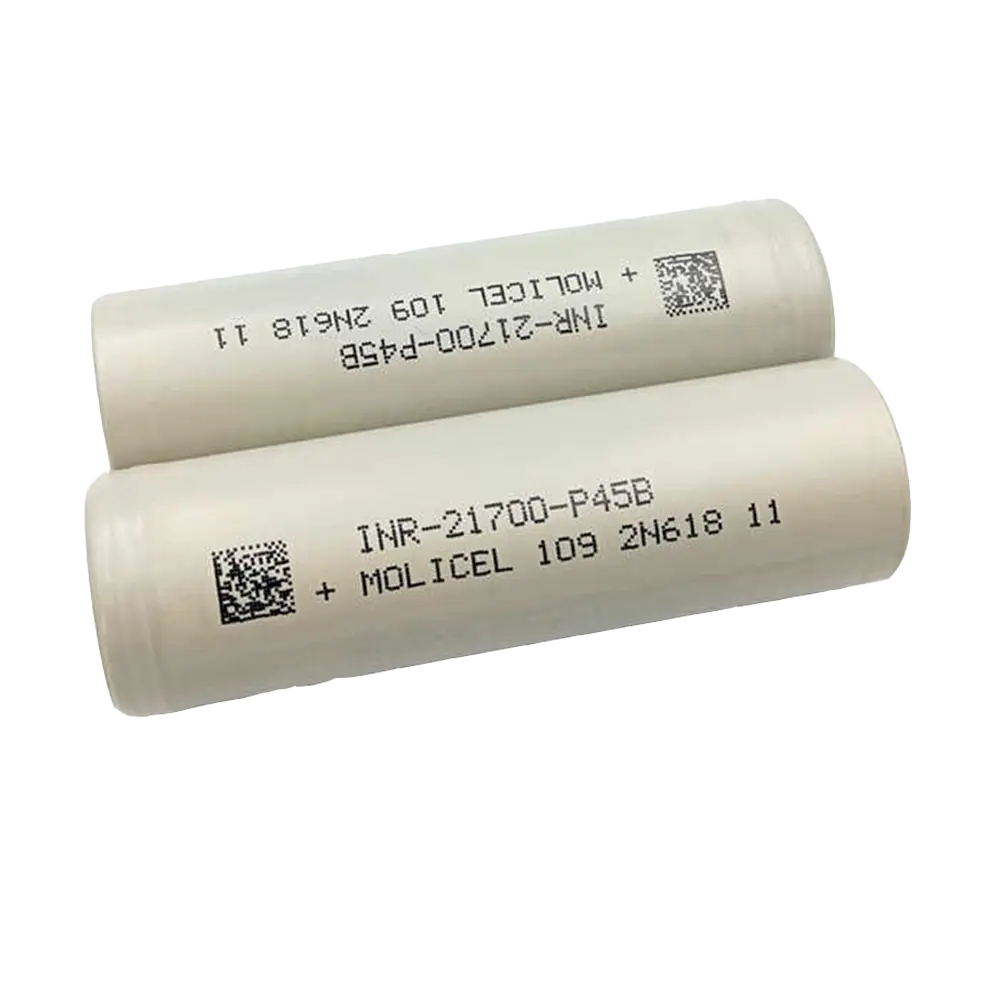 + MOLICEL 109 2N618 11
INR-21700-P45B
INR-21700-P45B
+ MOLICEL 109 2N618 11